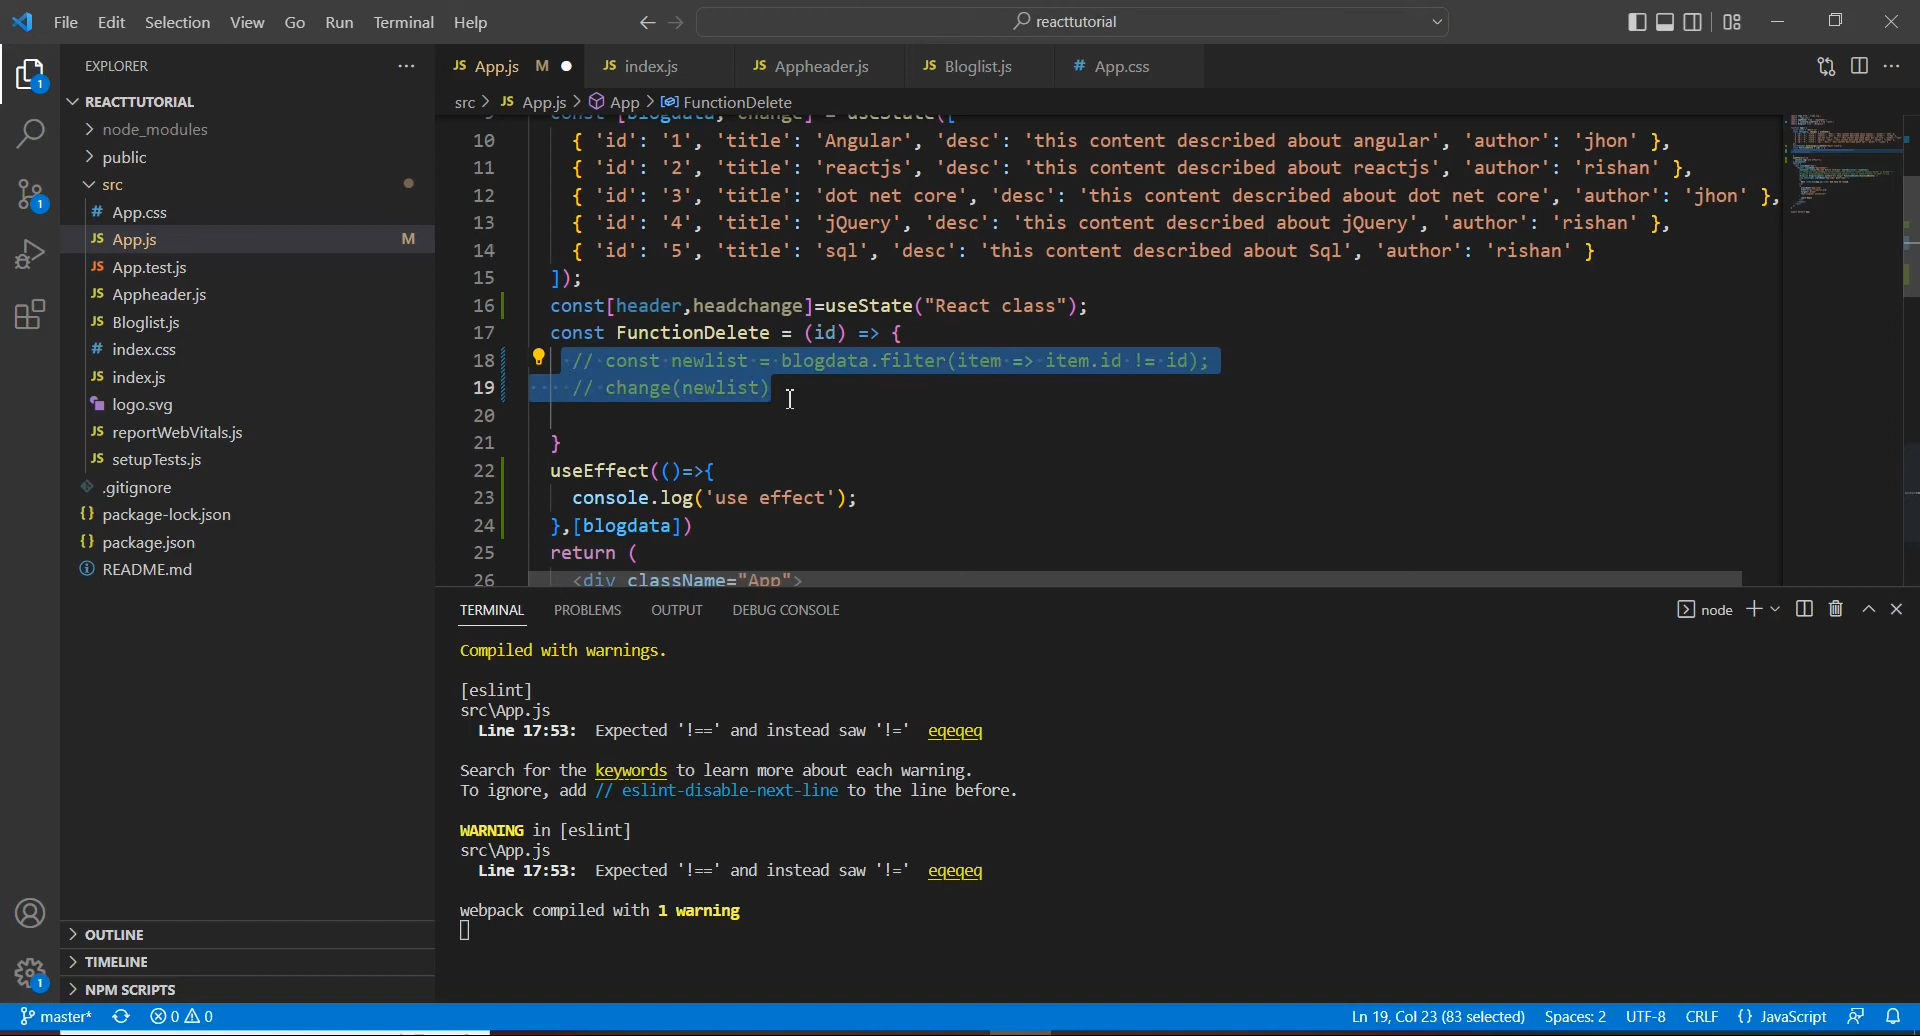 File Edit Selection View Go Run Terminal Help
reacttutorial
EXPLORER
REACTTUTORIAL
node_modules
public
src
# App.css
JS App.js M
JS App.test.js
JS Appheader.js
JS Bloglist.js
# index.css
JS index.js
logo.svg
JS reportWebVitals.js
JS setupTests.js
.gitignore
{} package-lock.json
{} package.json
README.md
OUTLINE
TIMELINE
NPM SCRIPTS
1
1
1
JS App.js M
JS index.js
JS Appheader.js
JS Bloglist.js
# App.css
src > JS App.js > App > FunctionDelete
9 const [blogdata, change] = useState([
10 { 'id': '1', 'title': 'Angular', 'desc': 'this content described about angular', 'author': 'jhon' },
11 { 'id': '2', 'title': 'reactjs', 'desc': 'this content described about reactjs', 'author': 'rishan' },
12 { 'id': '3', 'title': 'dot net core', 'desc': 'this content described about dot net core', 'author': 'jhon' },
13 { 'id': '4', 'title': 'jQuery', 'desc': 'this content described about jQuery', 'author': 'rishan' },
14 { 'id': '5', 'title': 'sql', 'desc': 'this content described about Sql', 'author': 'rishan' }
15 ]);
16 const[header,headchange]=useState("React class");
17 const FunctionDelete = (id) => {
18 // const newlist = blogdata.filter(item => item.id != id);
19 // change(newlist)
20
21 }
22 useEffect(()=>{
23 console.log('use effect');
24 },[blogdata])
25 return (
26 <div className="App">
TERMINAL PROBLEMS OUTPUT DEBUG CONSOLE
node
Compiled with warnings.
[eslint]
src\App.js
Line 17:53: Expected '!==' and instead saw '!=' eqeqeq
Search for the keywords to learn more about each warning.
To ignore, add // eslint-disable-next-line to the line before.
WARNING in [eslint]
src\App.js
Line 17:53: Expected '!==' and instead saw '!=' eqeqeq
webpack compiled with 1 warning
master* 0 0
Ln 19, Col 23 (83 selected) Spaces: 2 UTF-8 CRLF {} JavaScript